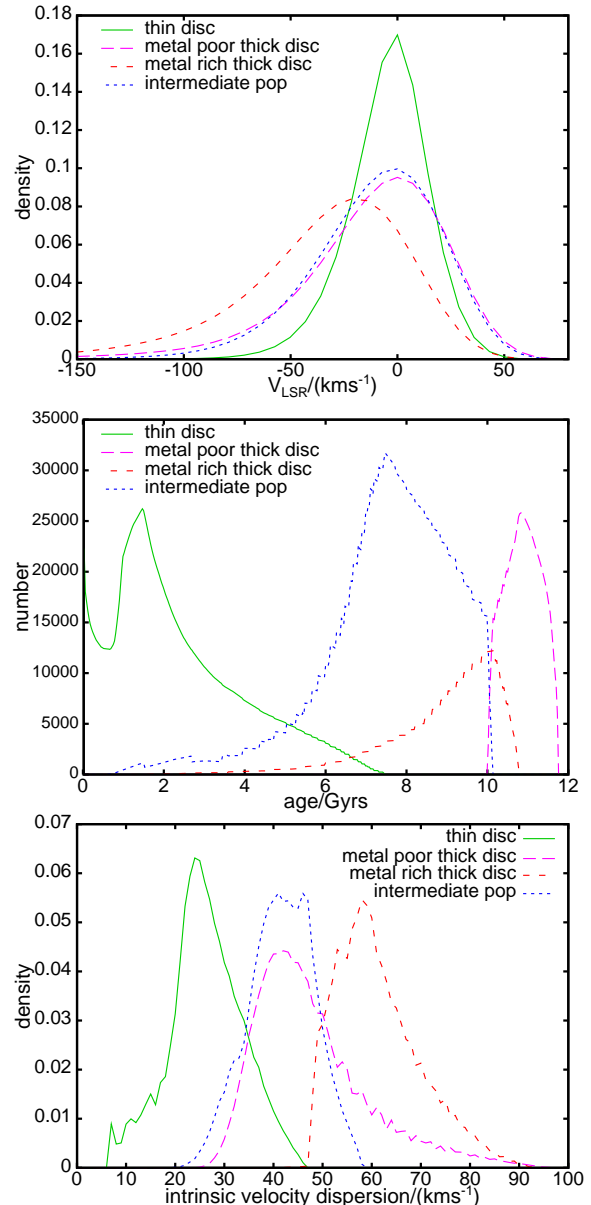 0.18
0.16
0.14
0.12
0.1
0.08
0.06
0.04
0.02
0
density
thin disc
metal poor thick disc
metal rich thick disc
intermediate pop
-150 -100 -50 0 50
V_LSR/(kms⁻¹)
35000
30000
25000
20000
15000
10000
5000
0
number
thin disc
metal poor thick disc
metal rich thick disc
intermediate pop
0 2 4 6 8 10 12
age/Gyrs
0.07
0.06
0.05
0.04
0.03
0.02
0.01
0
density
thin disc
metal poor thick disc
metal rich thick disc
intermediate pop
0 10 20 30 40 50 60 70 80 90 100
intrinsic velocity dispersion/(kms⁻¹)